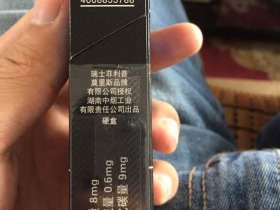 4008855788
瑞士菲利普
莫里斯品牌
有限公司授权
湖南中烟工业
有限责任公司出品
硬盒
8mg
量 0.6mg
碳量 9mg